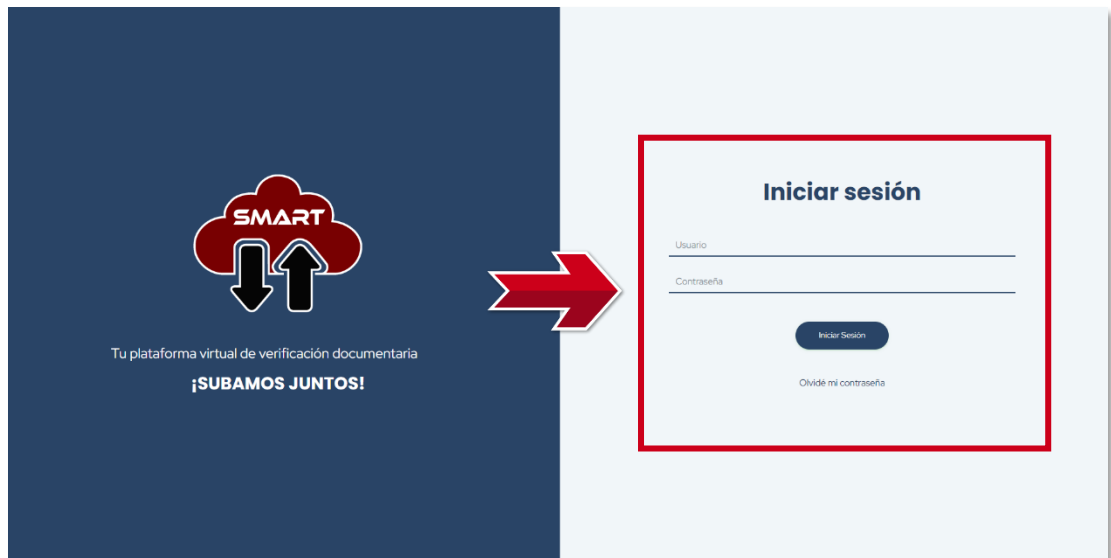 SMART
Tu plataforma virtual de verificación documentaria
¡SUBAMOS JUNTOS!
Iniciar sesión
Usuario
Contraseña
Iniciar Sesión
Olvidé mi contraseña